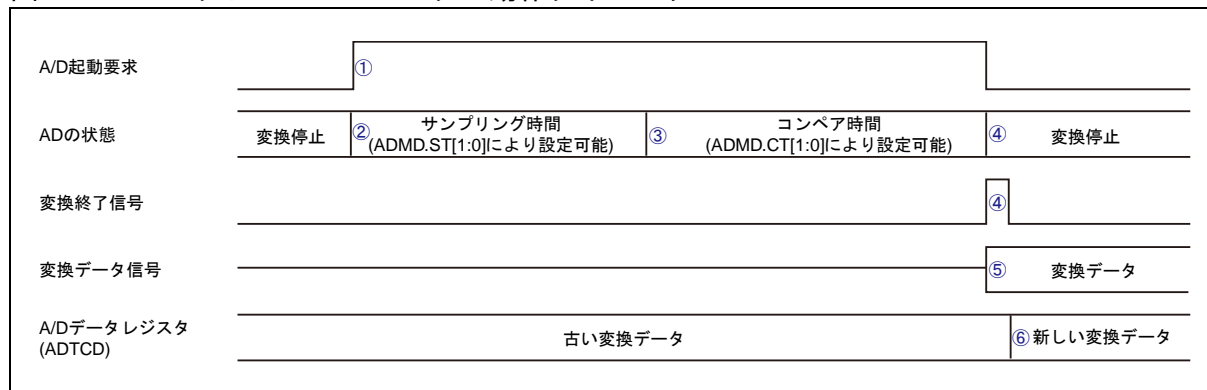 A/D起動要求
①
ADの状態
変換停止
②
サンプリング時間
(ADMD.ST[1:0]により設定可能)
③
コンペア時間
(ADMD.CT[1:0]により設定可能)
④
変換停止
変換終了信号
④
変換データ信号
⑤
変換データ
A/Dデータレジスタ
(ADTCD)
古い変換データ
⑥新しい変換データ